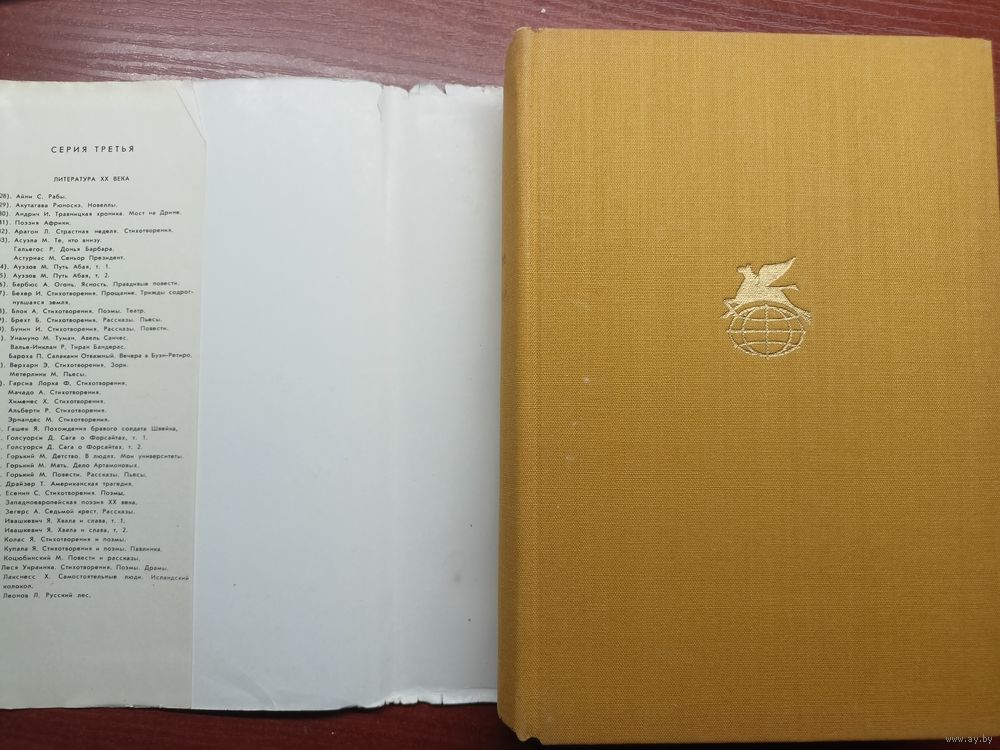 СЕРИЯ ТРЕТЬЯ
ЛИТЕРАТУРА XX ВЕКА
28). Айни С. Рабы.
29). Акутагава Рюноскэ. Новеллы.
30). Андрич И. Травницкая хроника. Мост на Дрине.
31). Поэзия Африки.
32). Арагон Л. Страстная неделя. Стихотворения.
33). Асуэла М. Те, кто внизу.
Гальегос Р. Донья Барбара.
Астуриас М. Сеньор Президент.
4). Ауэзов М. Путь Абая, т. 1.
5). Ауэзов М. Путь Абая, т. 2.
6). Барбюс А. Огонь. Ясность. Правдивые повести.
7). Бехер И. Стихотворения. Прощание. Трижды содрог-
нувшаяся земля.
8). Блок А. Стихотворения. Поэмы. Театр.
9). Брехт Б. Стихотворения. Рассказы. Пьесы.
0). Бунин И. Стихотворения. Рассказы. Повести.
). Унамуно М. Туман. Авель Санчес.
Валье-Инклан Р. Тиран Бандерас.
Бароха П. Салакаин Отважный. Вечера в Буэн-Ретиро.
). Верхарн Э. Стихотворения. Зори.
Метерлинк М. Пьесы.
). Гарсиа Лорка Ф. Стихотворения.
Мачадо А. Стихотворения.
Хименес Х. Стихотворения.
Альберти Р. Стихотворения.
Эрнандес М. Стихотворения.
. Гашек Я. Похождения бравого солдата Швейка.
. Голсуорси Д. Сага о Форсайтах, т. 1.
. Голсуорси Д. Сага о Форсайтах, т. 2.
. Горький М. Детство. В людях. Мои университеты.
. Горький М. Мать. Дело Артамоновых.
. Горький М. Повести. Рассказы. Пьесы.
. Драйзер Т. Американская трагедия.
. Есенин С. Стихотворения. Поэмы.
Западноевропейская поэзия XX века.
Зегерс А. Седьмой крест. Рассказы.
Ивашкевич Я. Хвала и слава, т. 1.
Ивашкевич Я. Хвала и слава, т. 2.
Колас Я. Стихотворения и поэмы.
Купала Я. Стихотворения и поэмы. Павлинка.
Коцюбинский М. Повести и рассказы.
Леся Украинка. Стихотворения. Поэмы. Драмы.
Лакснесс Х. Самостоятельные люди. Исландский
колокол.
Леонов Л. Русский лес.
www.ay.by